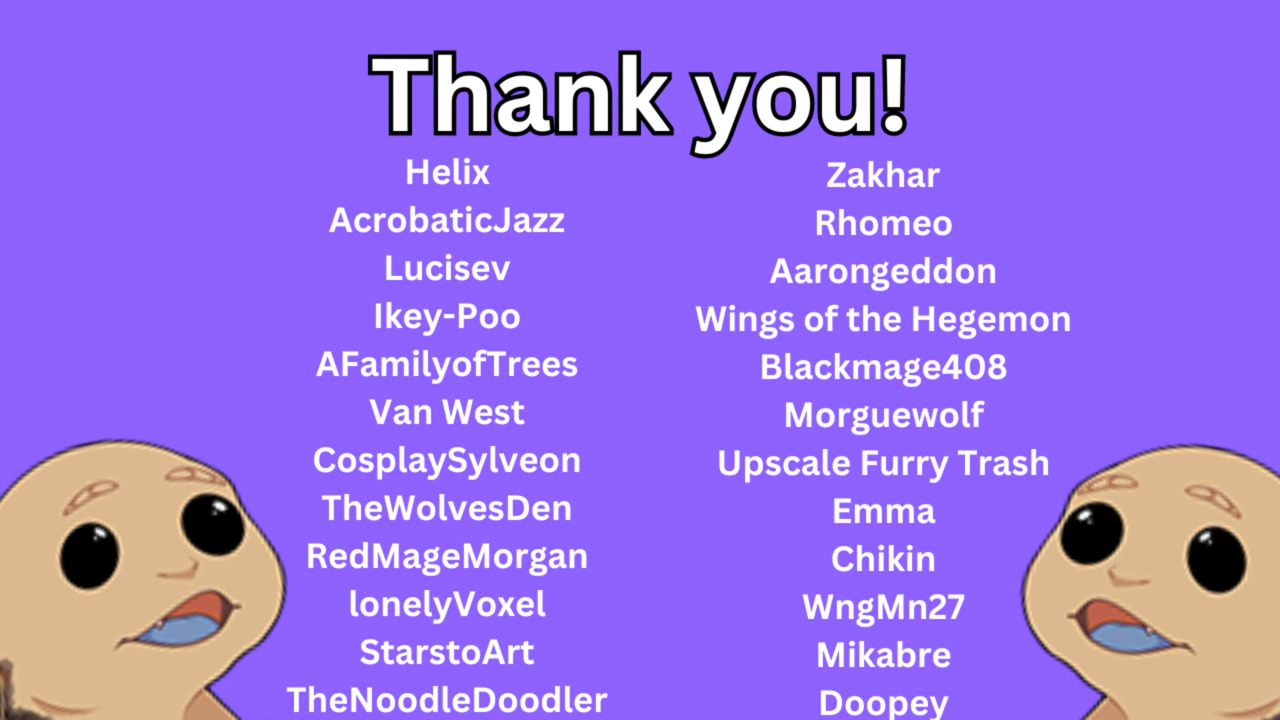 Thank you!
Helix
AcrobaticJazz
Lucisev
Ikey-Poo
AFamilyofTrees
Van West
CosplaySylveon
TheWolvesDen
RedMageMorgan
lonelyVoxel
StarstoArt
TheNoodleDoodler
Zakhar
Rhomeo
Aarongeddon
Wings of the Hegemon
Blackmage408
Morguewolf
Upscale Furry Trash
Emma
Chikin
WngMn27
Mikabre
Doopey